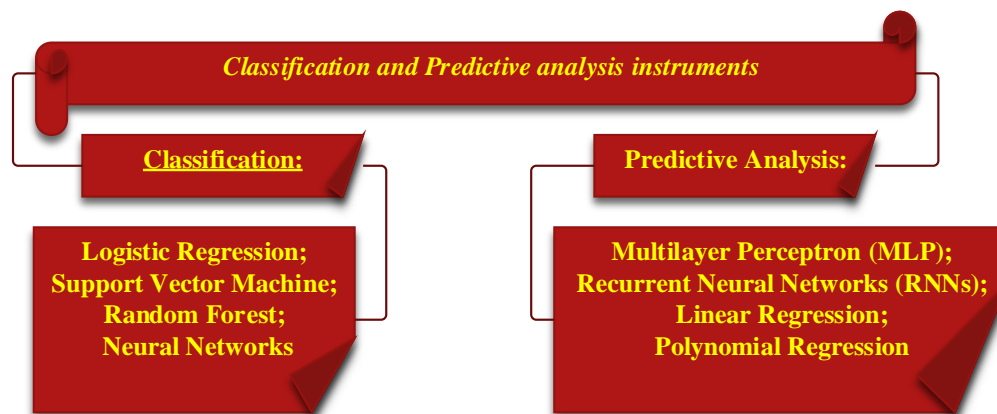 Classification and Predictive analysis instruments
Classification:
Logistic Regression;
Support Vector Machine;
Random Forest;
Neural Networks
Predictive Analysis:
Multilayer Perceptron (MLP);
Recurrent Neural Networks (RNNs);
Linear Regression;
Polynomial Regression